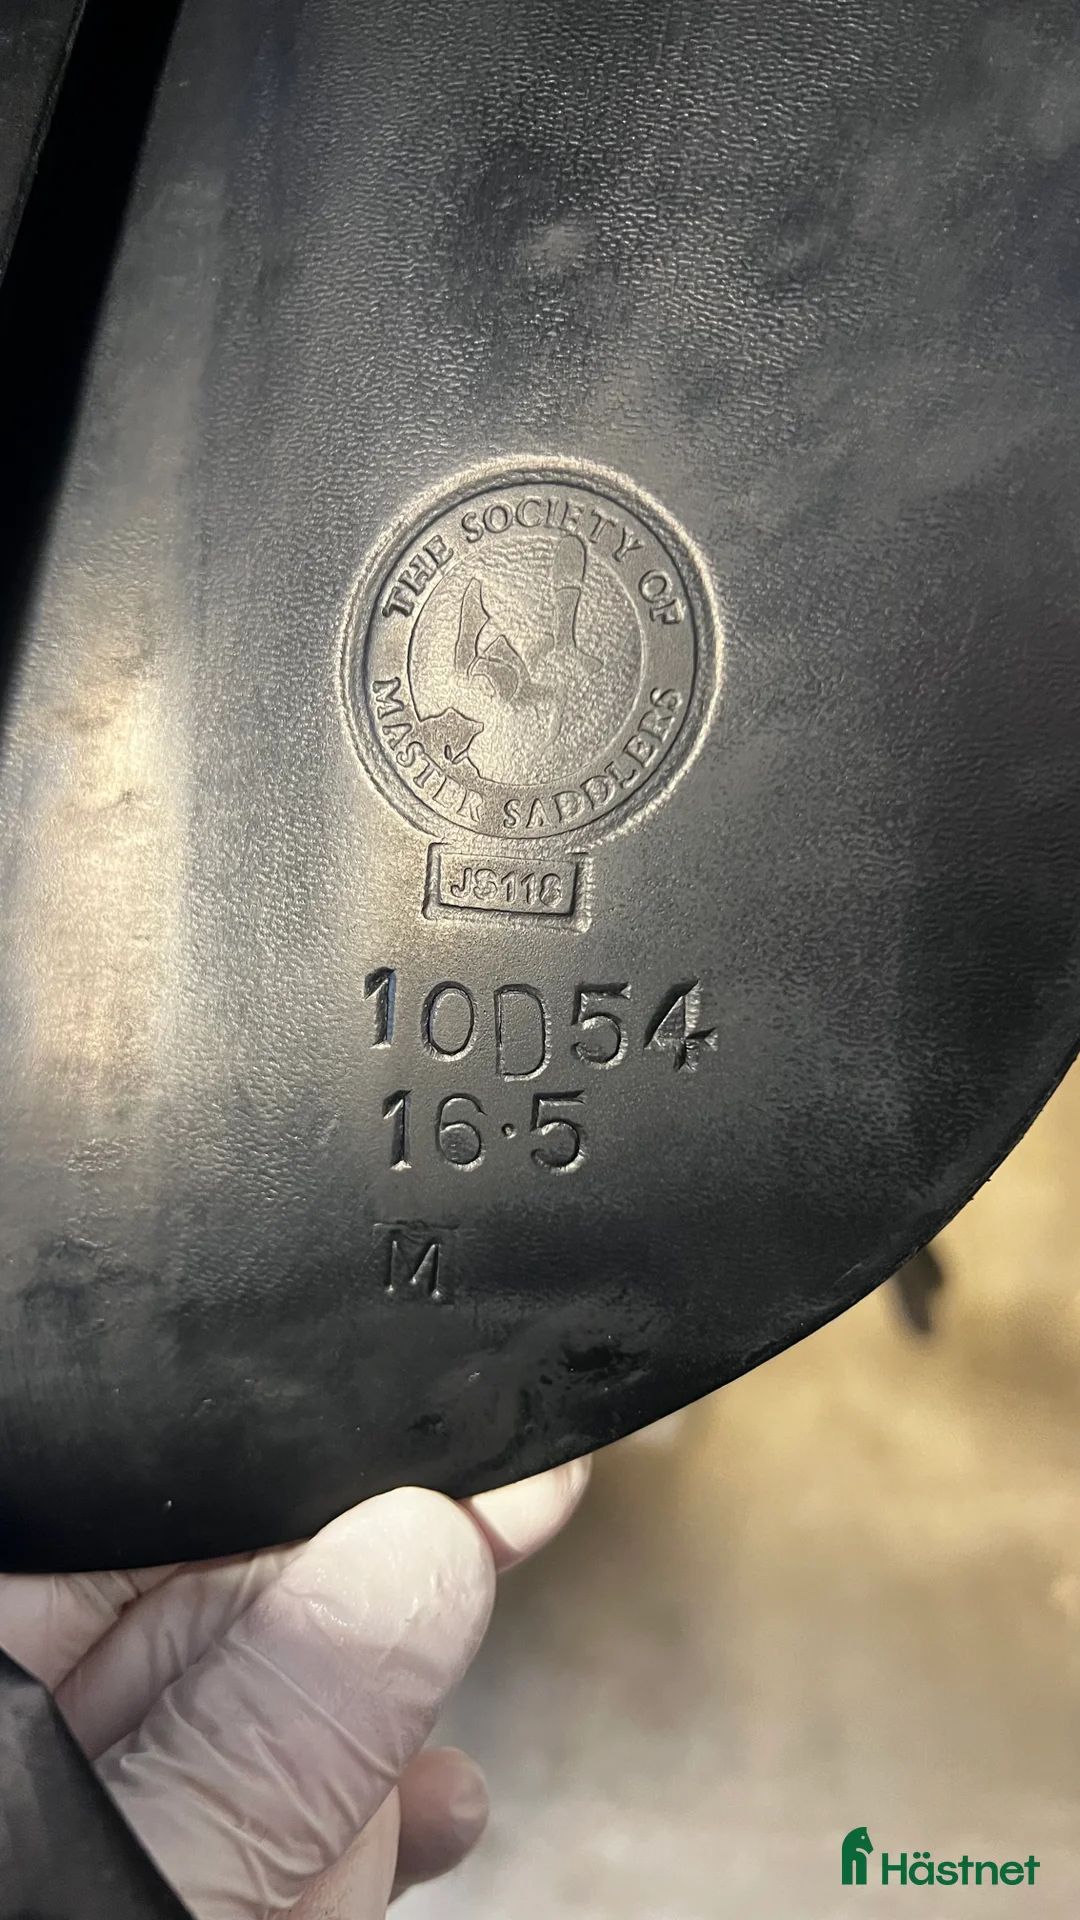 THE SOCIETY OF
MASTER SADDLERS
JS118
10D54
16.5
M
Hästnet